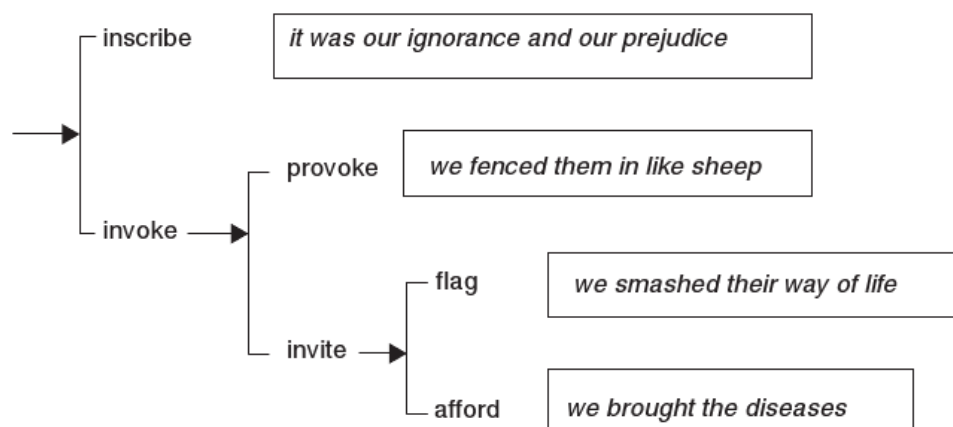 inscribe it was our ignorance and our prejudice
provoke we fenced them in like sheep
invoke
flag we smashed their way of life
invite
afford we brought the diseases